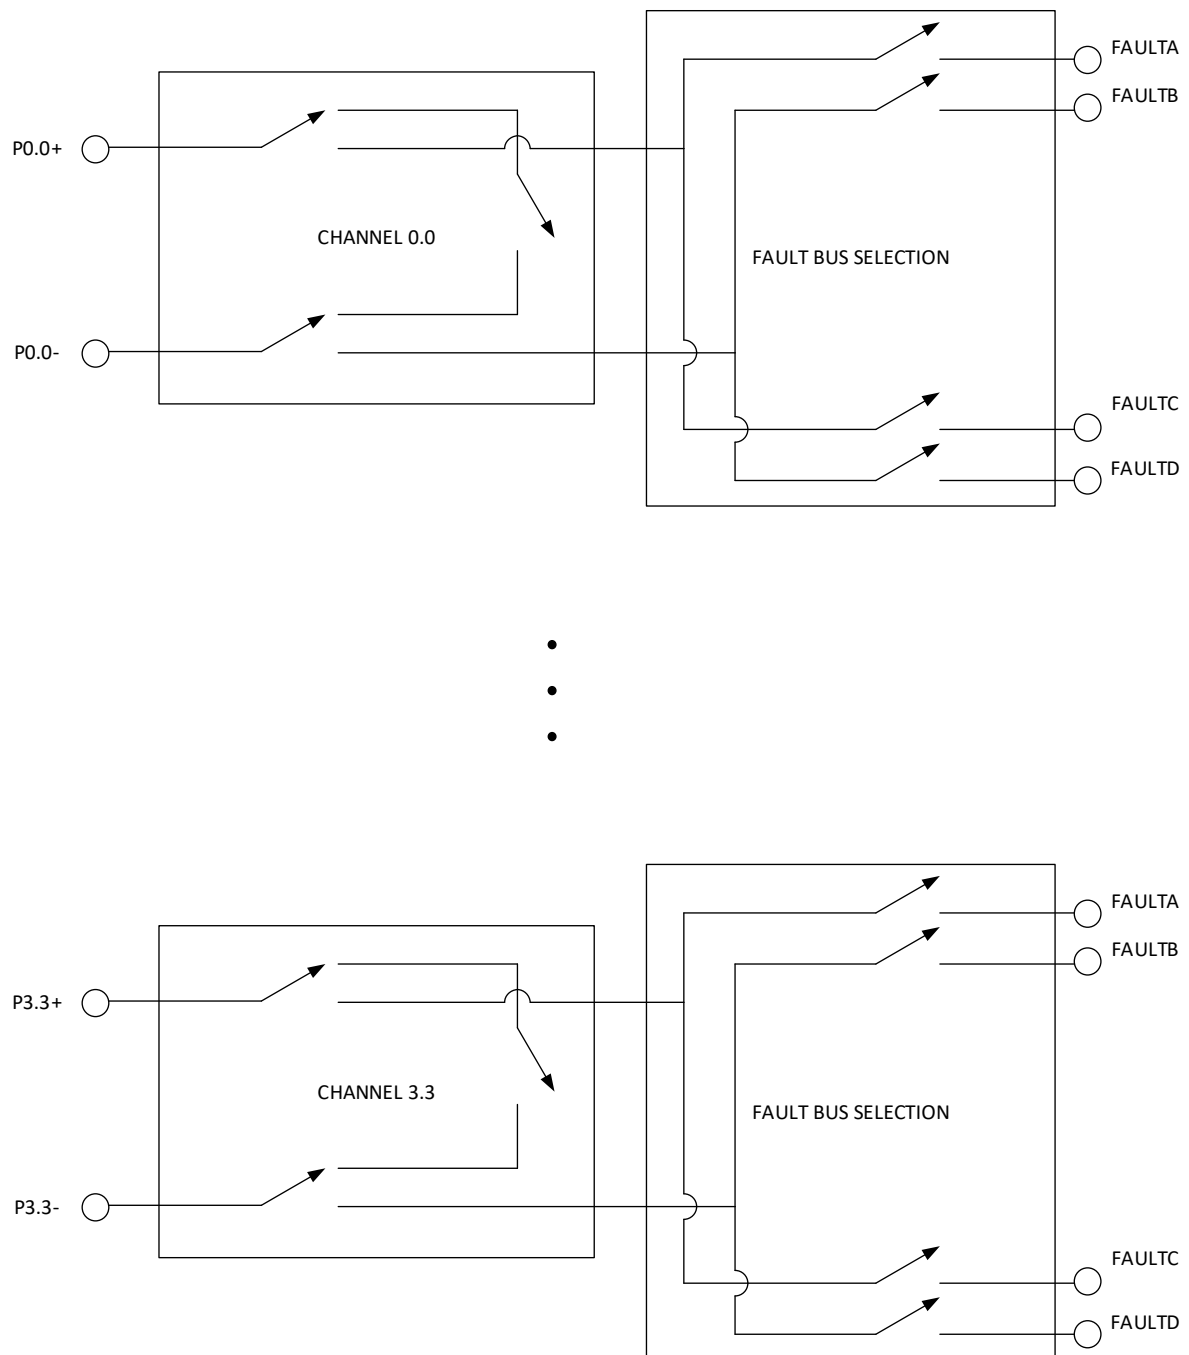 FAULTA
FAULTB
P0.0+
CHANNEL 0.0
FAULT BUS SELECTION
P0.0-
FAULTC
FAULTD
FAULTA
FAULTB
P3.3+
CHANNEL 3.3
FAULT BUS SELECTION
P3.3-
FAULTC
FAULTD